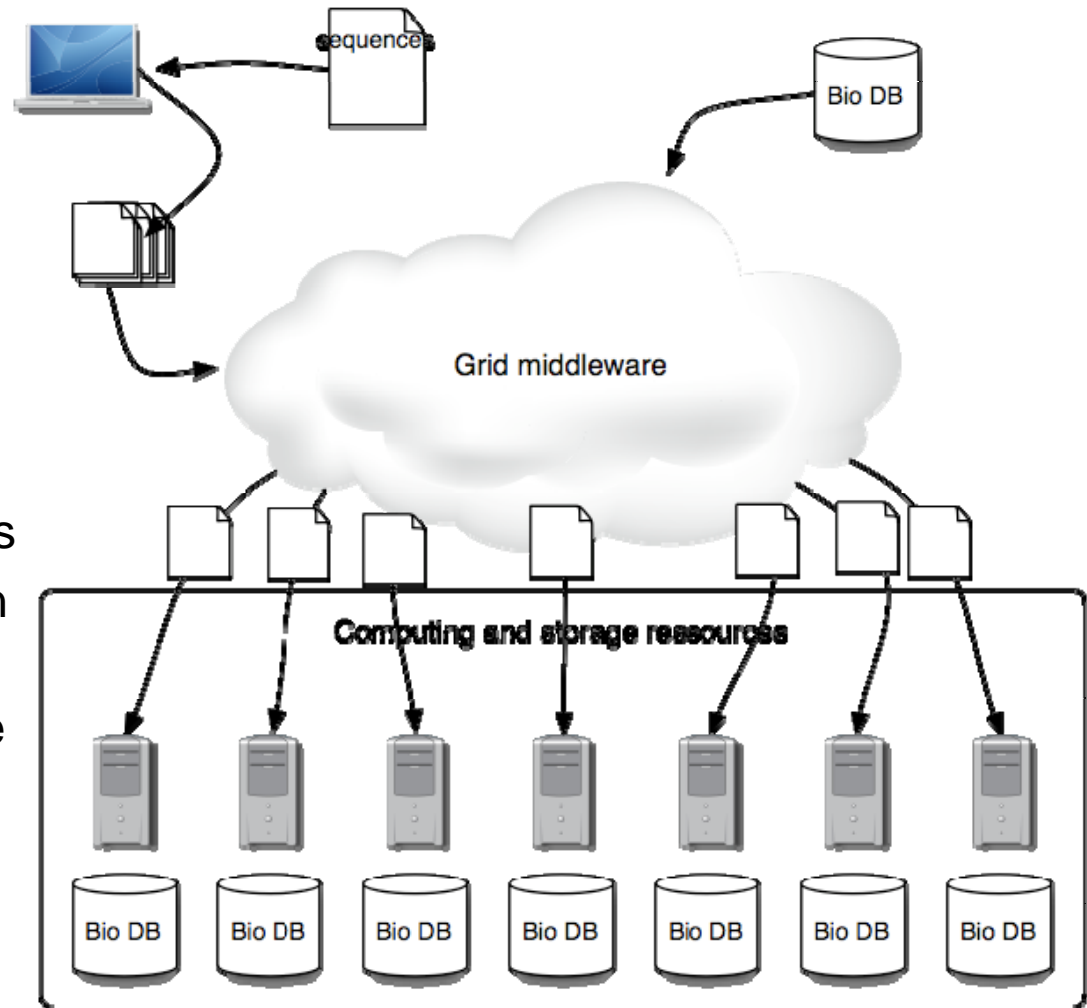 sequences
Bio DB
Grid middleware
s
n
e
Computing and storage ressources
Bio DB Bio DB Bio DB Bio DB Bio DB Bio DB Bio DB